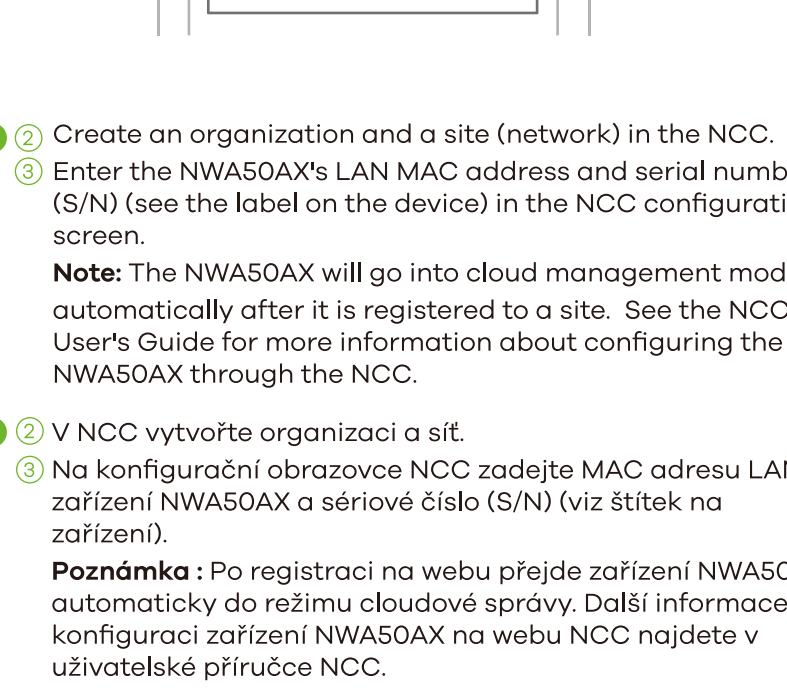 ② Create an organization and a site (network) in the NCC.
③ Enter the NWA50AX's LAN MAC address and serial numb
(S/N) (see the label on the device) in the NCC configurati
screen.
Note: The NWA50AX will go into cloud management mod
automatically after it is registered to a site. See the NCC
User's Guide for more information about configuring the
NWA50AX through the NCC.
② V NCC vytvořte organizaci a síť.
③ Na konfigurační obrazovce NCC zadejte MAC adresu LAN
zařízení NWA50AX a sériové číslo (S/N) (viz štítek na
zařízení).
Poznámka : Po registraci na webu přejde zařízení NWA50
automaticky do režimu cloudové správy. Další informace
konfiguraci zařízení NWA50AX na webu NCC najdete v
uživatelské příručce NCC.